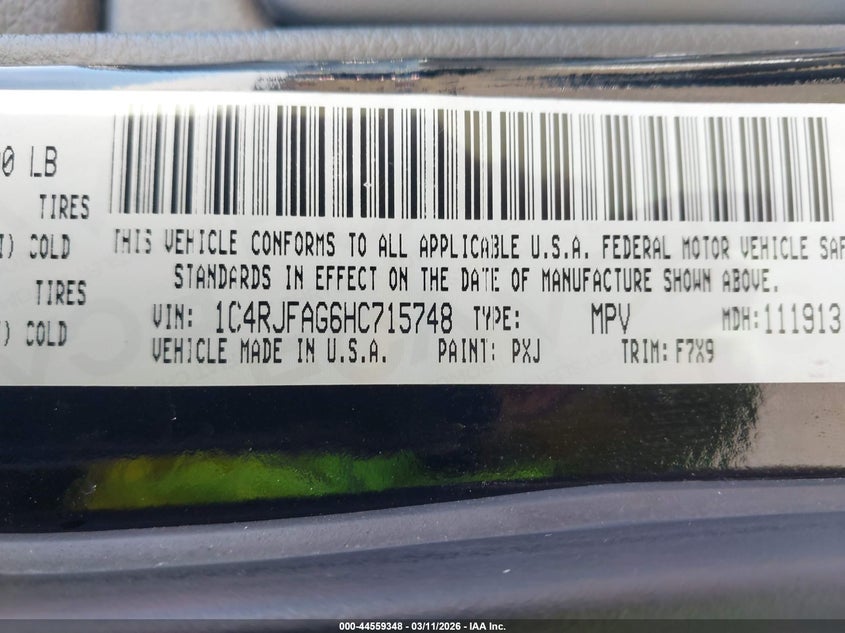 00 LB
TIRES
I) COLD
TIRES
) COLD
THIS VEHICLE CONFORMS TO ALL APPLICABLE U.S.A. FEDERAL MOTOR VEHICLE SAF
STANDARDS IN EFFECT ON THE DATE OF MANUFACTURE SHOWN ABOVE.
VIN: 1C4RJFAG6HC715748 TYPE: MPV MDH:111913
VEHICLE MADE IN U.S.A. PAINT: PXJ TRIM: F7X9
000-44559348 - 03/11/2026 - IAA Inc.